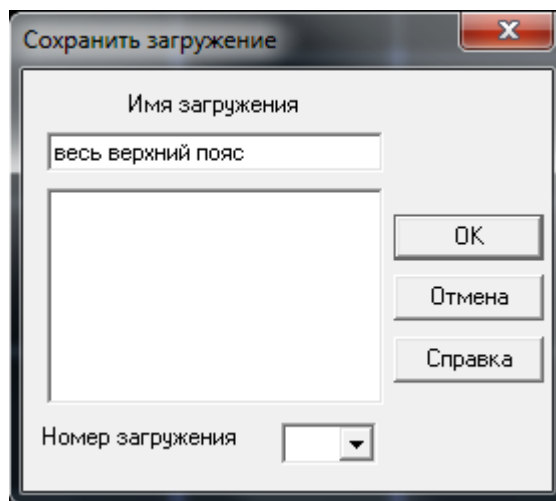 Сохранить загружение
Имя загружения
весь верхний пояс
OK
Отмена
Справка
Номер загружения